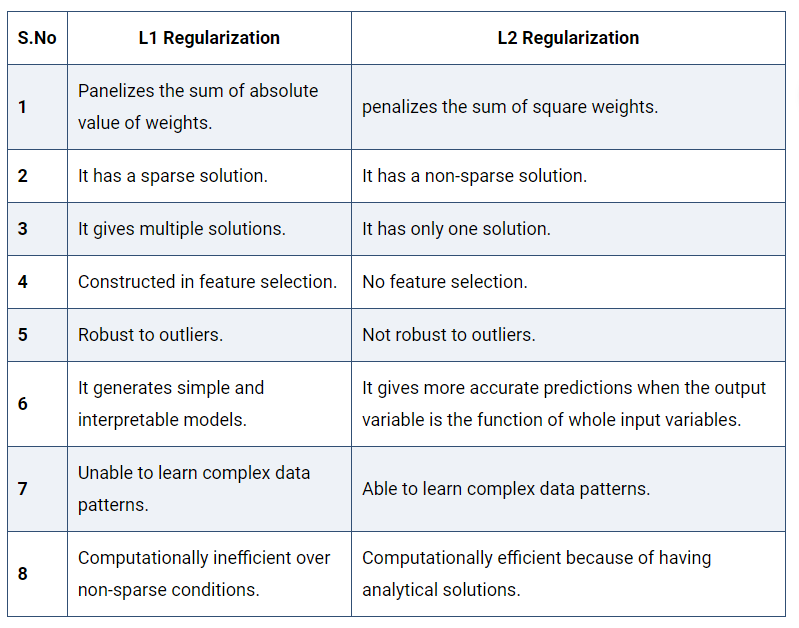 S.No L1 Regularization L2 Regularization
1 Panelizes the sum of absolute
value of weights. penalizes the sum of square weights.
2 It has a sparse solution. It has a non-sparse solution.
3 It gives multiple solutions. It has only one solution.
4 Constructed in feature selection. No feature selection.
5 Robust to outliers. Not robust to outliers.
6 It generates simple and
interpretable models. It gives more accurate predictions when the output
variable is the function of whole input variables.
7 Unable to learn complex data
patterns. Able to learn complex data patterns.
8 Computationally inefficient over
non-sparse conditions. Computationally efficient because of having
analytical solutions.